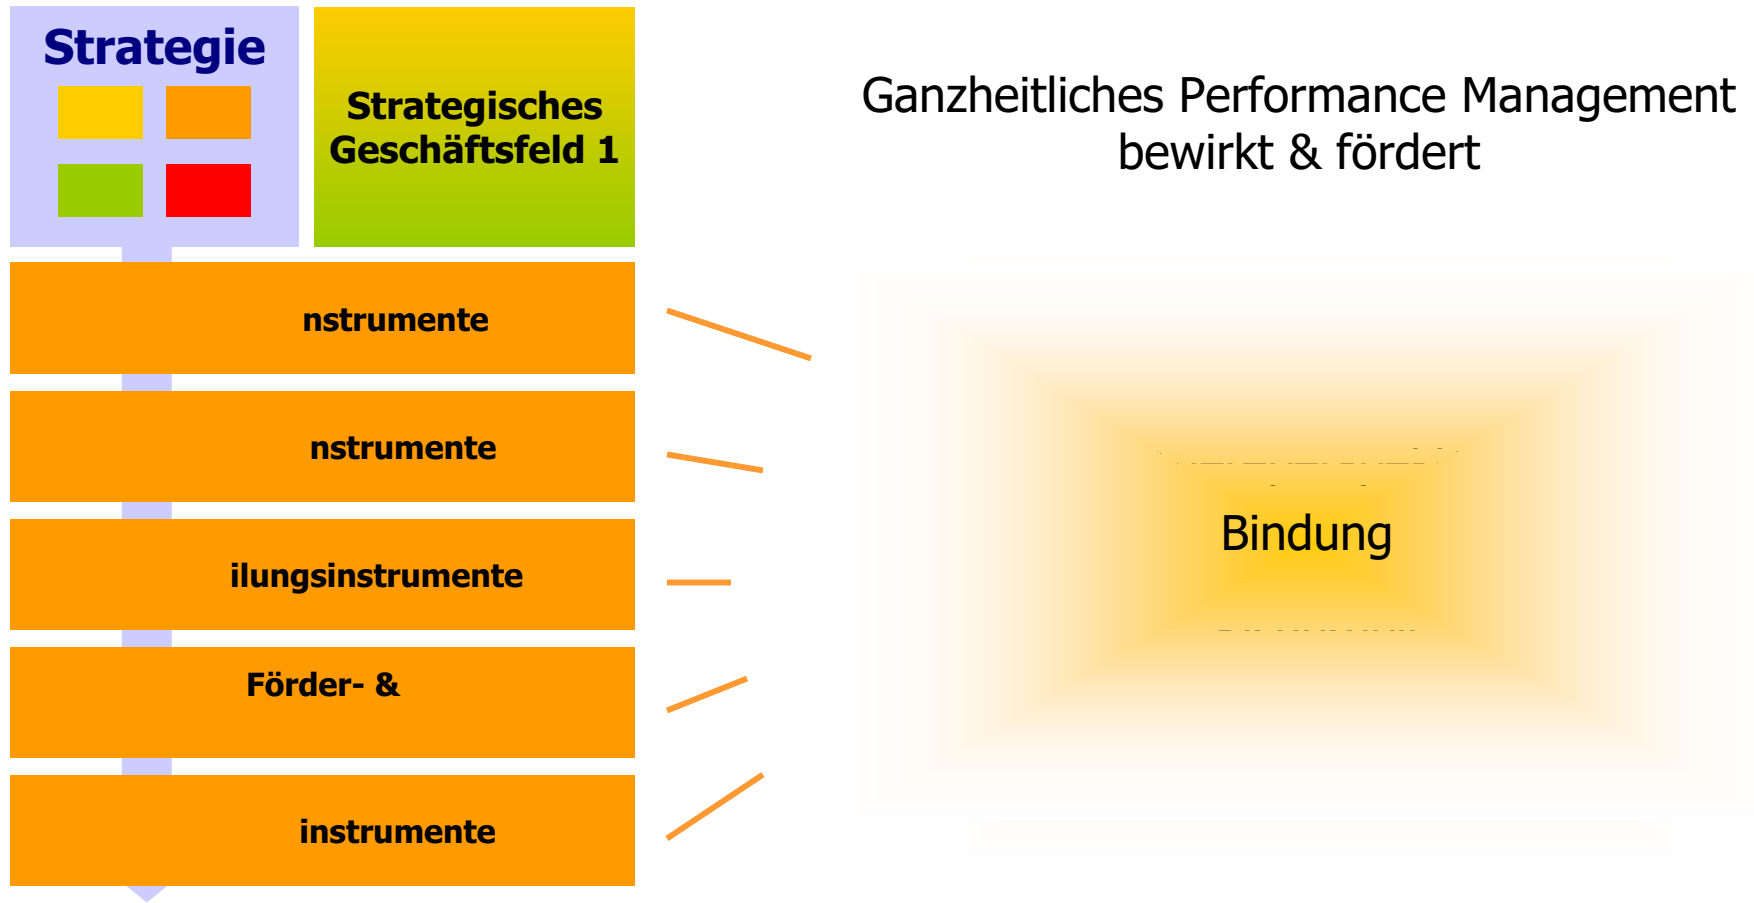 Strategie
Strategisches
Geschäftsfeld 1
Ganzheitliches Performance Management
bewirkt & fördert
nstrumente
nstrumente
ilungsinstrumente
Förder- &
instrumente
Bindung